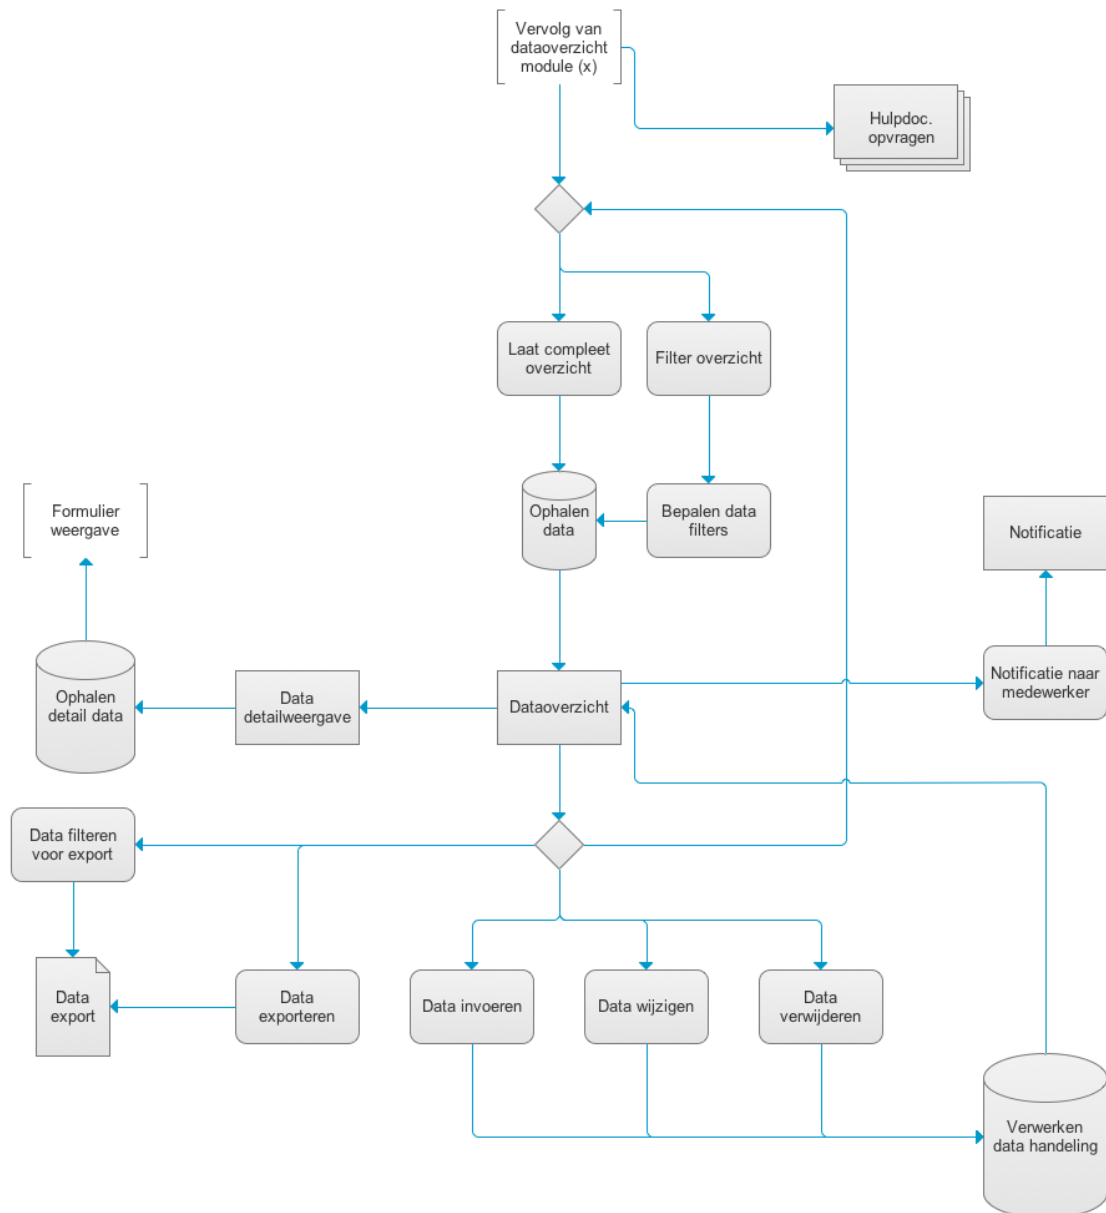 Vervolg van
dataoverzicht
module (x)
Hulpdoc.
opvragen
Laat compleet
overzicht
Filter overzicht
Ophalen
data
Bepalen data
filters
Formulier
weergave
Notificatie
Ophalen
detail data
Data
detailweergave
Dataoverzicht
Notificatie naar
medewerker
Data filteren
voor export
Data
export
Data
exporteren
Data invoeren
Data wijzigen
Data
verwijderen
Verwerken
data handeling